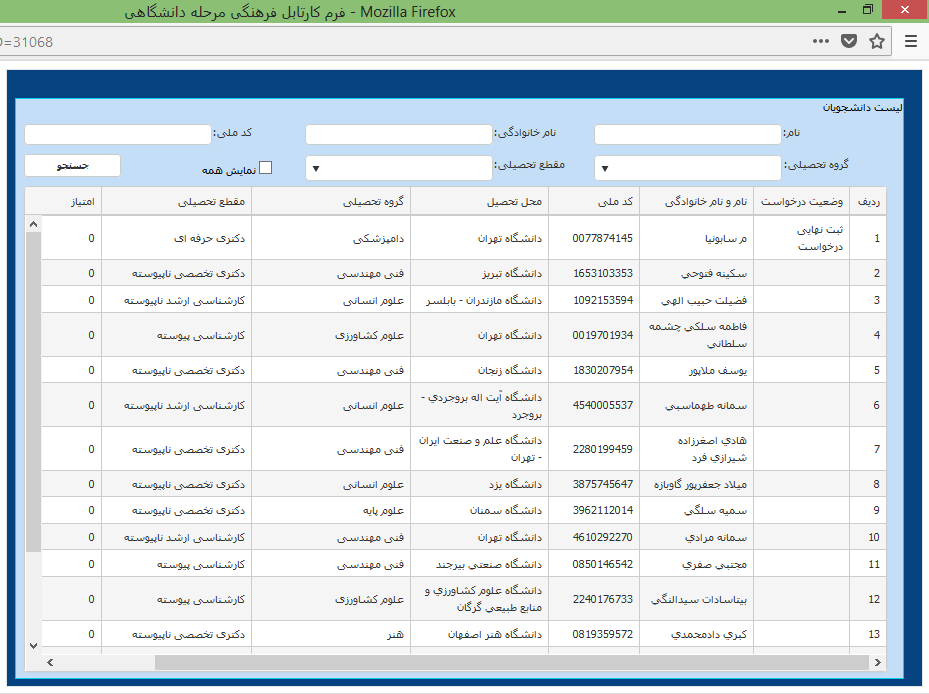 فرم کارتابل فرهنگی مرحله دانشگاهی - Mozilla Firefox
=31068
لیست دانشجویان
نام: نام خانوادگی: کد ملی:
گروه تحصیلی: مقطع تحصیلی: نمایش همه جستجو
ردیف وضعیت درخواست نام و نام خانوادگی کد ملی محل تحصیل گروه تحصیلی مقطع تحصیلی امتیاز
1 ثبت نهایی درخواست م سابونیا 0077874145 دانشگاه تهران دامپزشکی دکتری حرفه ای 0
2 سکینه فتوحي 1653103353 دانشگاه تبریز فنی مهندسی دکتری تخصصی ناپیوسته 0
3 فضیلت حبیب الهي 1092153594 دانشگاه مازندران - بابلسر علوم انسانی کارشناسی ارشد ناپیوسته 0
4 فاطمه سلکي چشمه سلطاني 0019701934 دانشگاه تهران علوم کشاورزی کارشناسی پیوسته 0
5 یوسف ملاپور 1830207954 دانشگاه زنجان فنی مهندسی دکتری تخصصی ناپیوسته 0
6 سمانه طهماسبي 4540005537 دانشگاه آیت اله بروجردي - بروجرد علوم انسانی کارشناسی ارشد ناپیوسته 0
7 هادي اصغرزاده شیرازي فرد 2280199459 دانشگاه علم و صنعت ایران - تهران فنی مهندسی دکتری تخصصی ناپیوسته 0
8 میلاد جعفرپور گاوبازه 3875745647 دانشگاه یزد علوم انسانی دکتری تخصصی ناپیوسته 0
9 سمیه سلگي 3962112014 دانشگاه سمنان علوم پایه دکتری تخصصی ناپیوسته 0
10 سمانه مرادي 4610292270 دانشگاه تهران فنی مهندسی کارشناسی ارشد ناپیوسته 0
11 مجتبي صفري 0850146542 دانشگاه صنعتي بیرجند فنی مهندسی کارشناسی پیوسته 0
12 بیتاسادات سیدالنگي 2240176733 دانشگاه علوم کشاورزي و منابع طبیعي گرگان علوم کشاورزی کارشناسی پیوسته 0
13 کبري دادمحمدي 0819359572 دانشگاه هنر اصفهان هنر دکتری تخصصی ناپیوسته 0